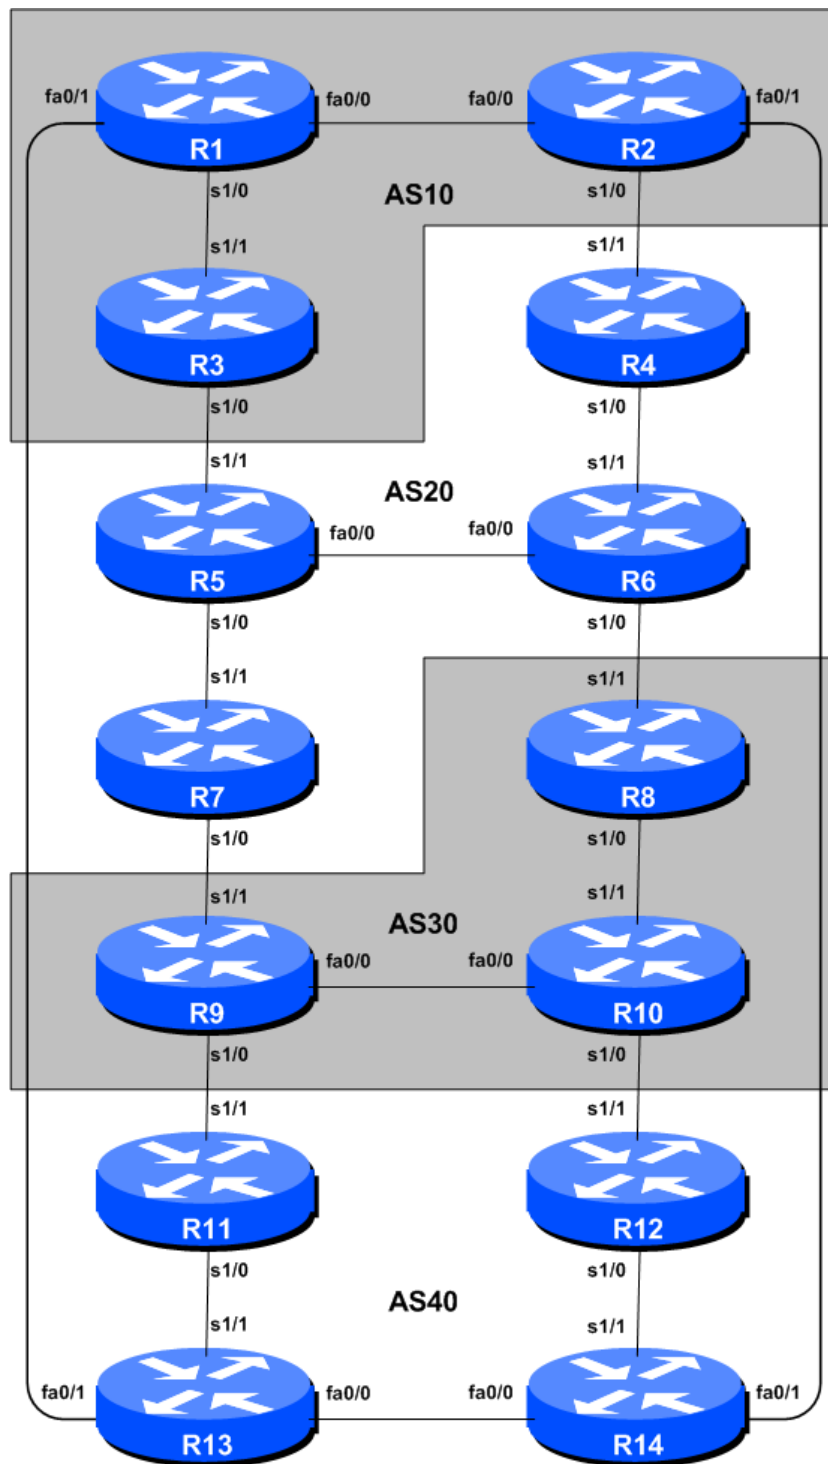 fa0/1 fa0/0 fa0/0 fa0/1
R1 R2
s1/0 AS10 s1/0
s1/1 s1/1
R3 R4
s1/0 s1/0
s1/1 s1/1
AS20
fa0/0 fa0/0
R5 R6
s1/0 s1/0
s1/1 s1/1
R7 R8
s1/0 s1/0
s1/1 s1/1
AS30
fa0/0 fa0/0
R9 R10
s1/0 s1/0
s1/1 s1/1
R11 R12
s1/0 s1/0
AS40
s1/1 s1/1
fa0/1 fa0/0 fa0/0 fa0/1
R13 R14